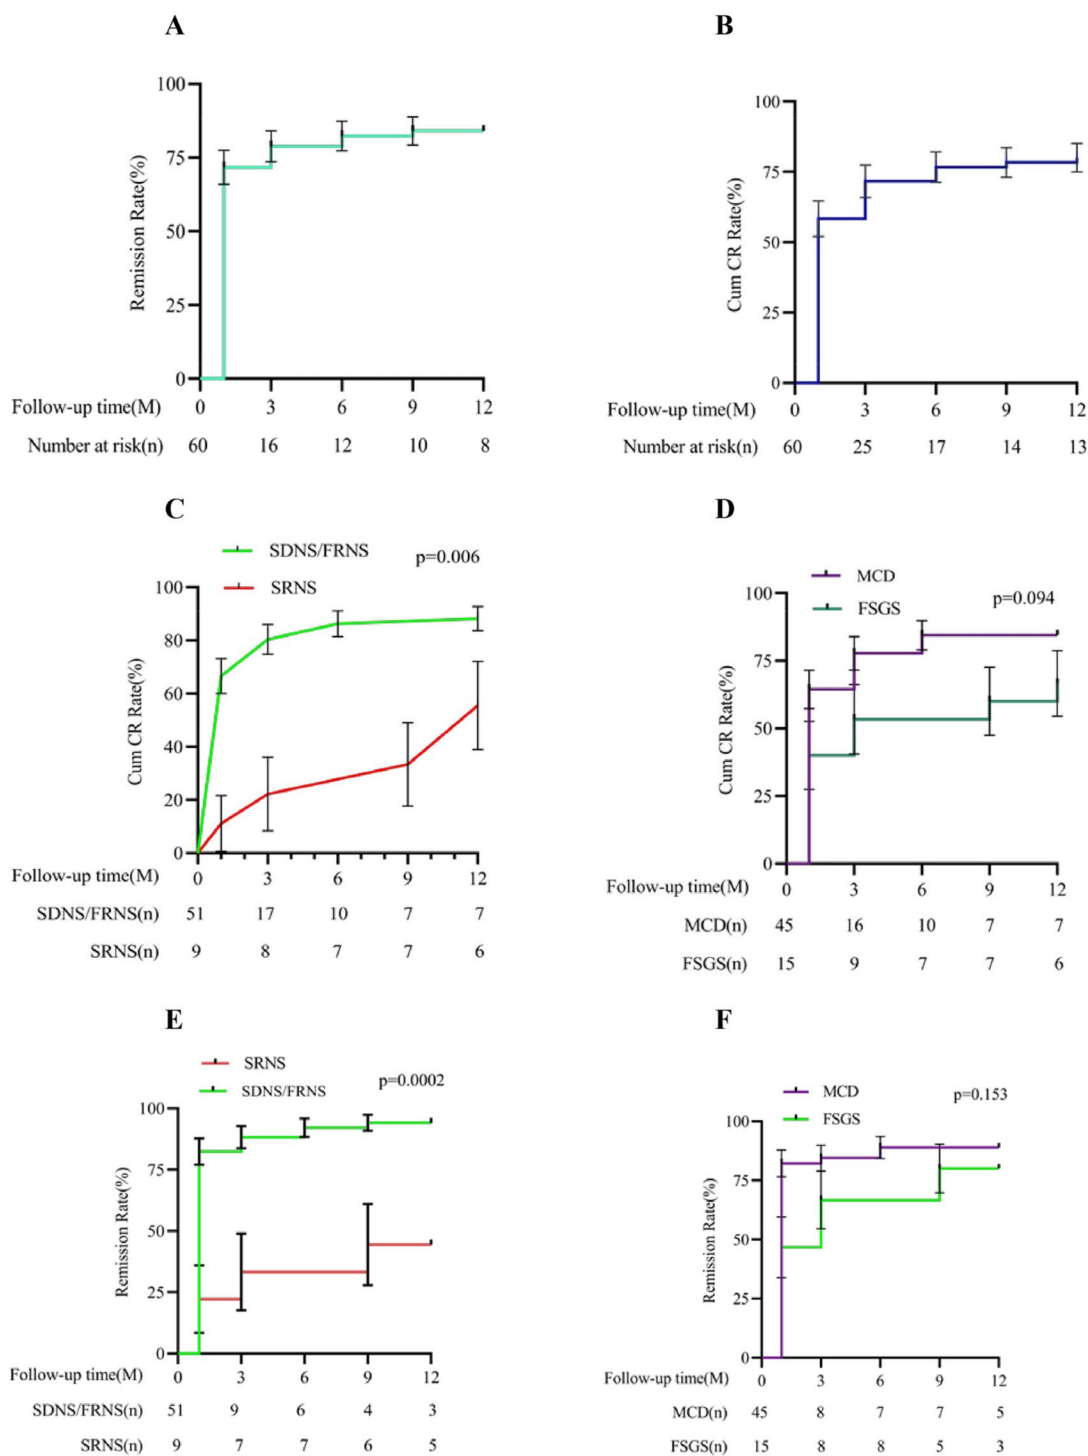 A
B
100
75
50
25
0
Remission Rate(%)
0 3 6 9 12
Follow-up time(M)
Number at risk(n) 60 16 12 10 8
100
75
50
25
0
Cum CR Rate(%)
0 3 6 9 12
Follow-up time(M)
Number at risk(n) 60 25 17 14 13
C
D
SDNS/FRNS
SRNS
p=0.006
100
80
60
40
20
0
Cum CR Rate(%)
0 3 6 9 12
Follow-up time(M)
SDNS/FRNS(n) 51 17 10 7 7
SRNS(n) 9 8 7 7 6
MCD
FSGS
p=0.094
100
75
50
25
0
Cum CR Rate(%)
0 3 6 9 12
Follow-up time(M)
MCD(n) 45 16 10 7 7
FSGS(n) 15 9 7 7 6
E
F
SRNS
SDNS/FRNS
p=0.0002
100
75
50
25
0
Remission Rate(%)
0 3 6 9 12
Follow-up time(M)
SDNS/FRNS(n) 51 9 6 4 3
SRNS(n) 9 7 7 6 5
MCD
FSGS
p=0.153
100
75
50
25
0
Remission Rate(%)
0 3 6 9 12
Follow-up time(M)
MCD(n) 45 8 7 7 5
FSGS(n) 15 8 8 5 3